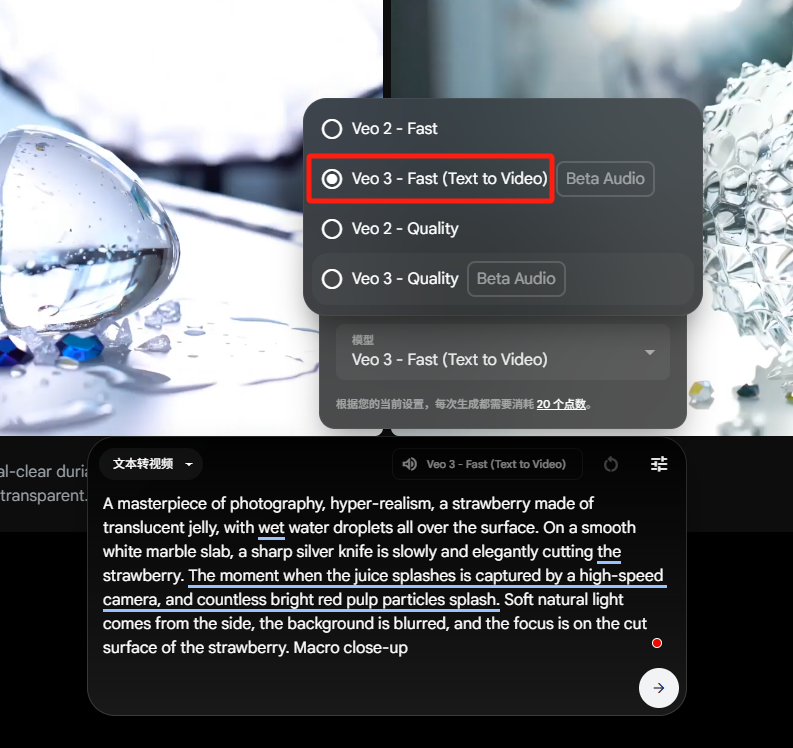 Veo 2 - Fast
Veo 3 - Fast (Text to Video) Beta Audio
Veo 2 - Quality
Veo 3 - Quality Beta Audio
模型
Veo 3 - Fast (Text to Video)
根据您的当前设置，每次生成都需要消耗 20 个点数。
al-clear duri
transparent.
文本转视频
Veo 3 - Fast (Text to Video)
A masterpiece of photography, hyper-realism, a strawberry made of
translucent jelly, with wet water droplets all over the surface. On a smooth
white marble slab, a sharp silver knife is slowly and elegantly cutting the
strawberry. The moment when the juice splashes is captured by a high-speed
camera, and countless bright red pulp particles splash. Soft natural light
comes from the side, the background is blurred, and the focus is on the cut
surface of the strawberry. Macro close-up